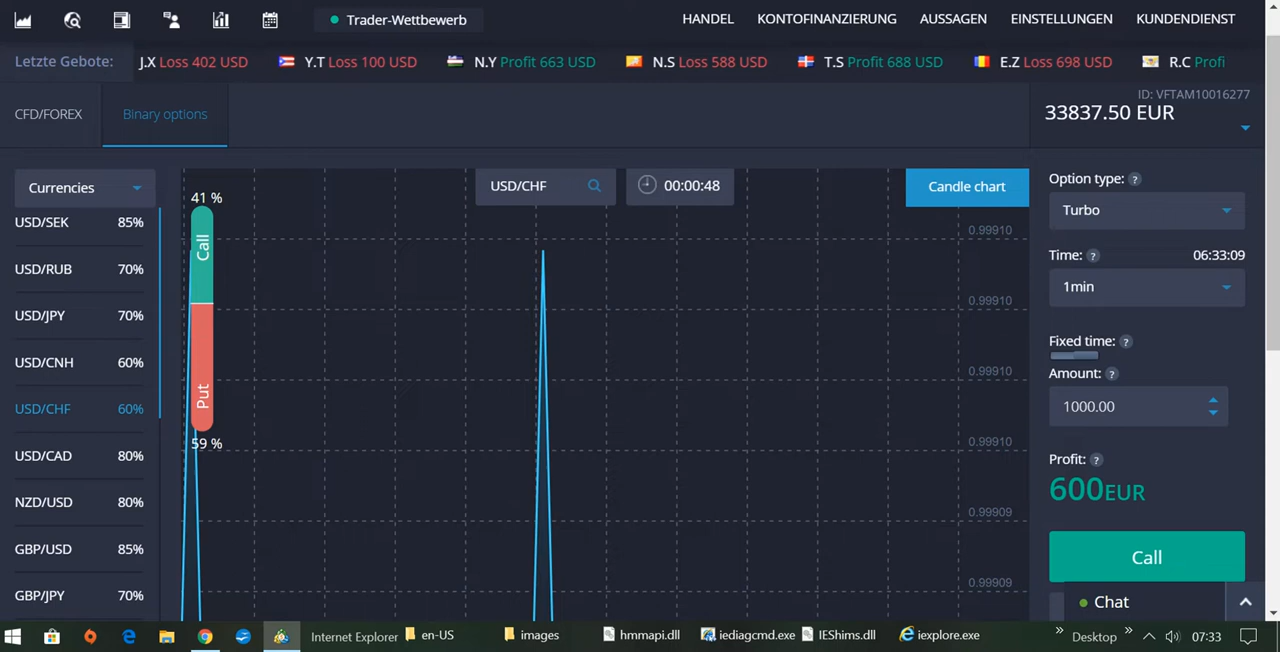 Trader-Wettbewerb
HANDEL KONTOFINANZIERUNG AUSSAGEN EINSTELLUNGEN KUNDENDIENST
Letzte Gebote: J.X Loss 402 USD Y.T Loss 100 USD N.Y Profit 663 USD N.S Loss 588 USD T.S Profit 688 USD E.Z Loss 698 USD R.C Profi
CFD/FOREX Binary options
ID: VFTAM10016277
33837.50 EUR
Currencies
USD/SEK 85%
USD/RUB 70%
USD/JPY 70%
USD/CNH 60%
USD/CHF 60%
USD/CAD 80%
NZD/USD 80%
GBP/USD 85%
GBP/JPY 70%
41 %
Call
Put
59 %
USD/CHF 00:00:48 Candle chart
0.99910
0.99910
0.99910
0.99910
0.99909
0.99909
Option type: ?
Turbo
Time: ? 06:33:09
1min
Fixed time: ?
Amount: ?
1000.00
Profit: ?
600EUR
Call
Chat
Internet Explorer en-US images hmmapi.dll iediagcmd.exe IEShims.dll iexplore.exe » Desktop » 07:33